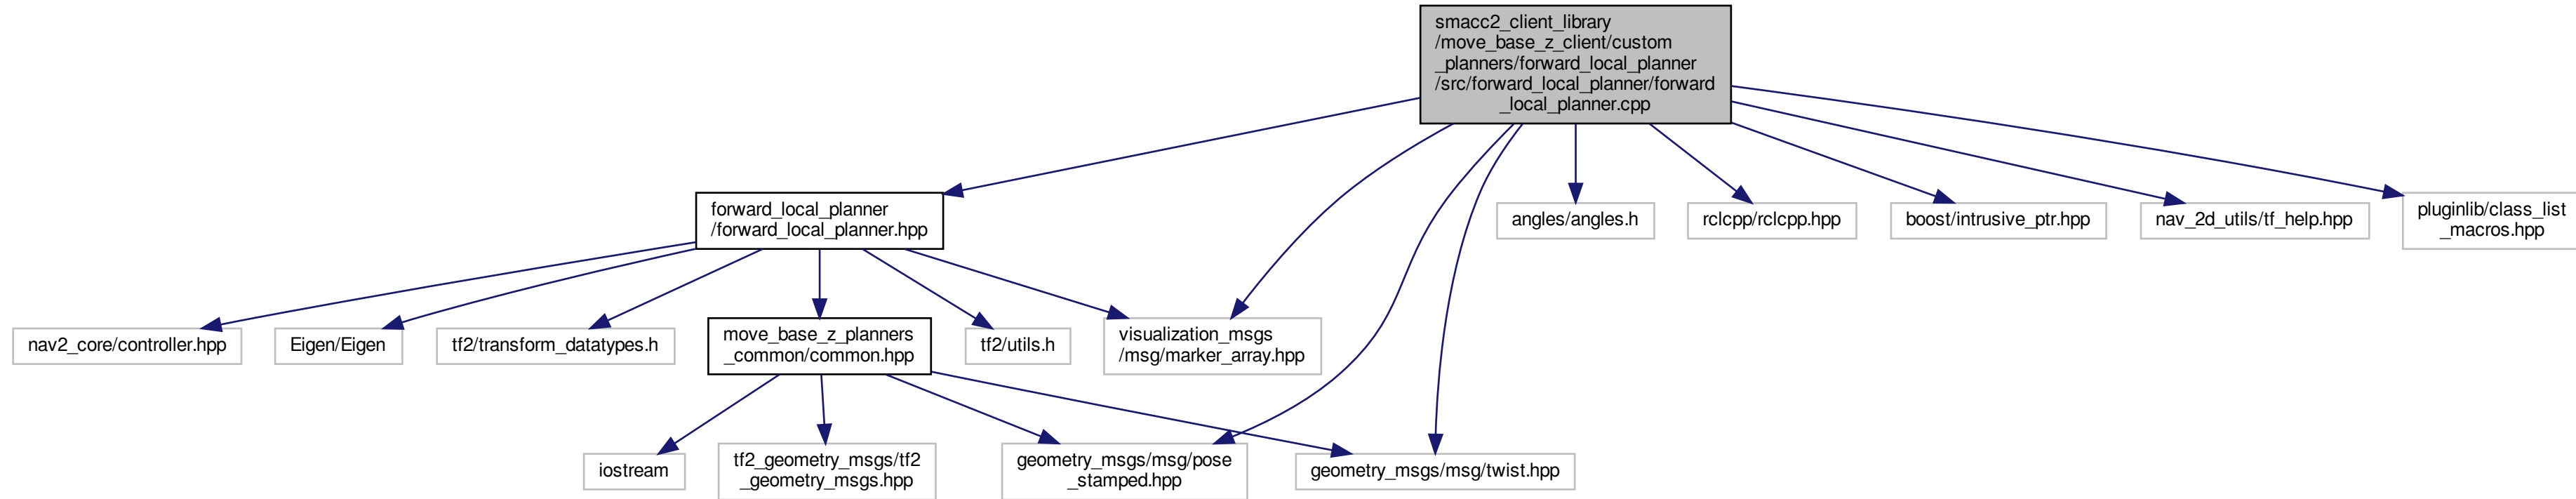 smacc2_client_library
/move_base_z_client/custom
_planners/forward_local_planner
/src/forward_local_planner/forward
_local_planner.cpp
forward_local_planner
/forward_local_planner.hpp
angles/angles.h
rclcpp/rclcpp.hpp
boost/intrusive_ptr.hpp
nav_2d_utils/tf_help.hpp
pluginlib/class_list
_macros.hpp
nav2_core/controller.hpp
Eigen/Eigen
tf2/transform_datatypes.h
move_base_z_planners
_common/common.hpp
tf2/utils.h
visualization_msgs
/msg/marker_array.hpp
iostream
tf2_geometry_msgs/tf2
_geometry_msgs.hpp
geometry_msgs/msg/pose
_stamped.hpp
geometry_msgs/msg/twist.hpp